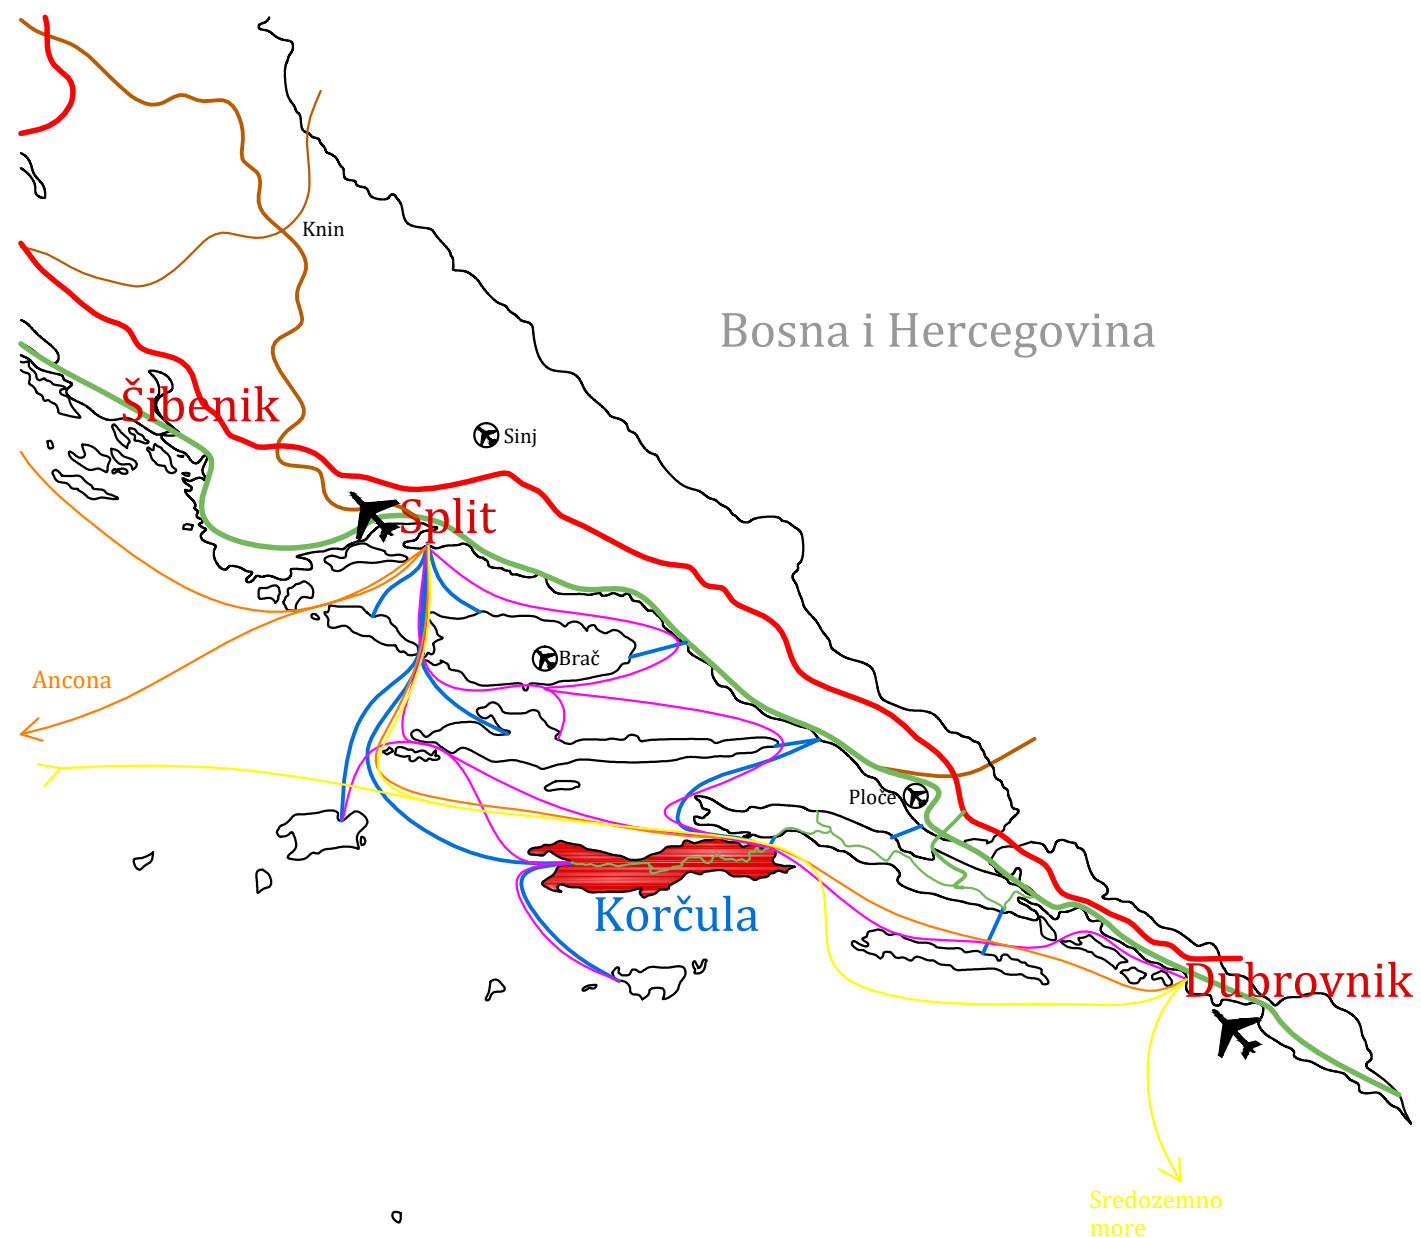 Knin
Bosna i Hercegovina
Šibenik
Sinj
Split
Brač
Ancona
Ploče
Korčula
Dubrovnik
Sredozemno
more